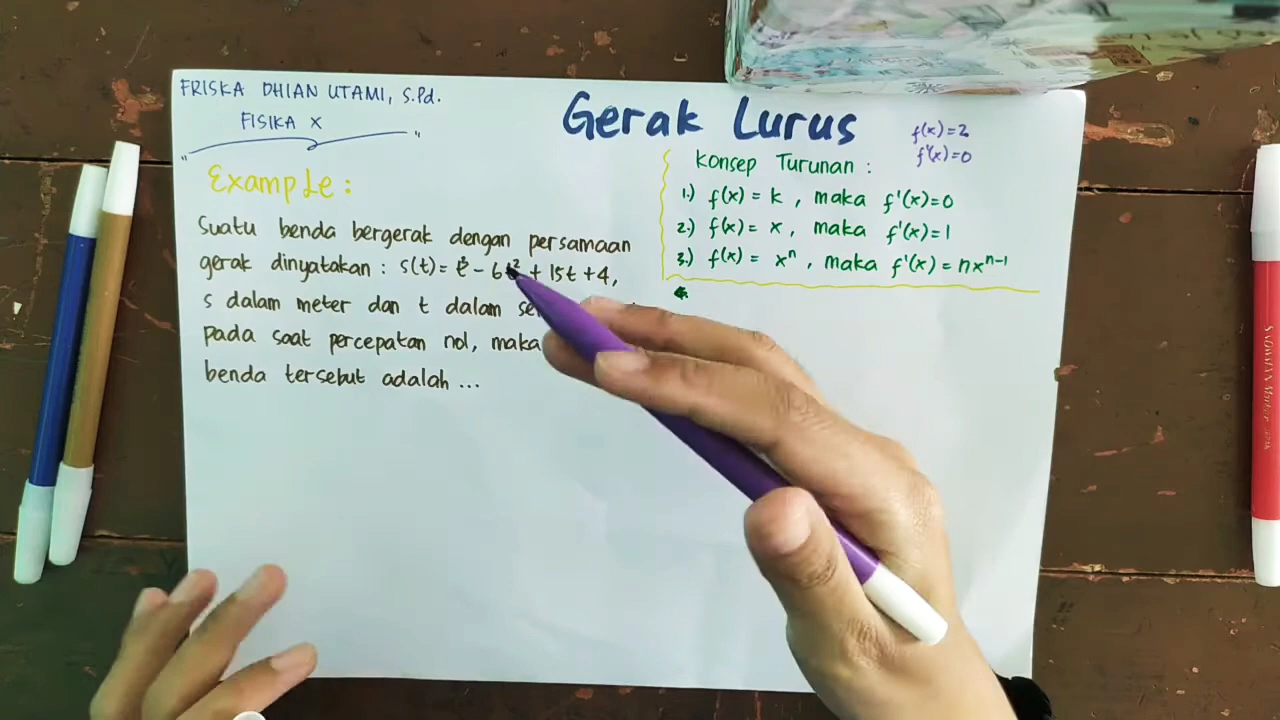 FRISKA DHIAN UTAMI, S.Pd.
FISIKA X
Gerak Lurus
f(x)=2
f'(x)=0
Example:
Suatu benda bergerak dengan persamaan
gerak dinyatakan : s(t)= t³ - 6t² + 15t + 4,
s dalam meter dan t dalam
pada saat percepatan nol, maka
benda tersebut adalah ...
Konsep Turunan :
1.) f(x) = k , maka f'(x)=0
2.) f(x) = x , maka f'(x)=1
3.) f(x) = xⁿ , maka f'(x) = nxⁿ⁻¹
SNOWMAN